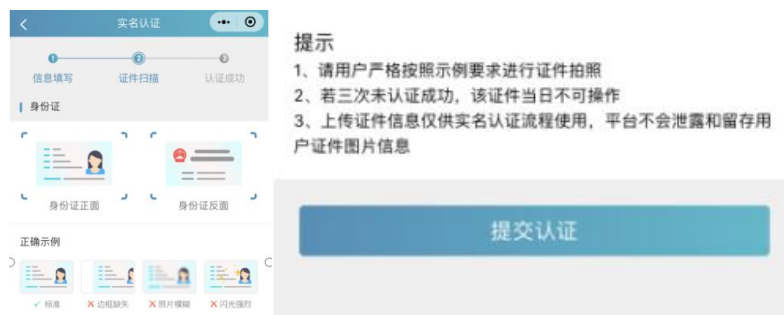 实名认证
1 2 3
信息填写 证件扫描 认证成功
身份证
身份证正面 身份证反面
正确示例
✓ 标准 ✕ 边框缺失 ✕ 照片模糊 ✕ 闪光强烈
提示
1、请用户严格按照示例要求进行证件拍照
2、若三次未认证成功，该证件当日不可操作
3、上传证件信息仅供实名认证流程使用，平台不会泄露和留存用
户证件图片信息
提交认证